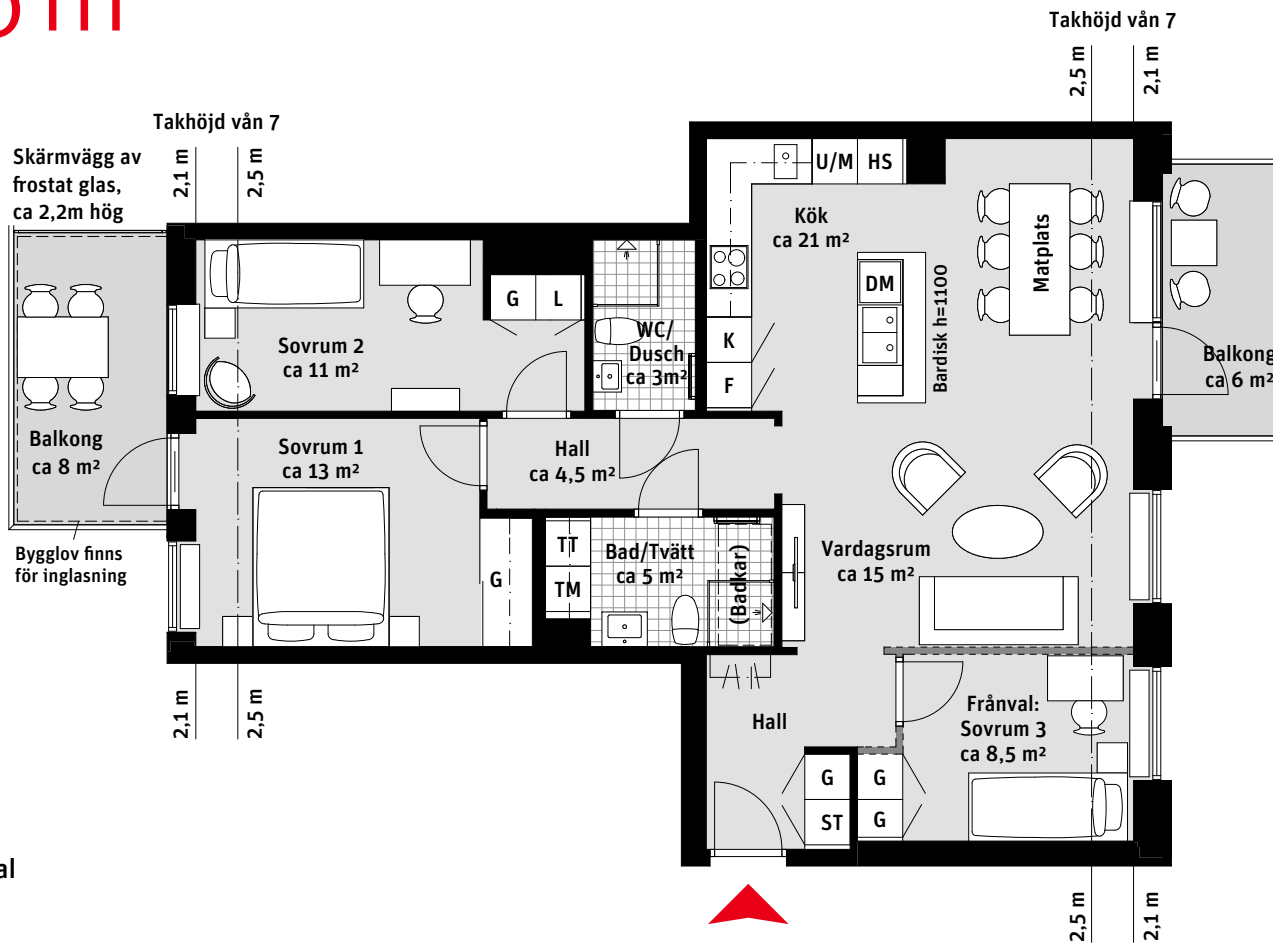 Takhöjd vån 7
2,5 m
2,1 m
Takhöjd vån 7
Skärmvägg av
frostat glas,
ca 2,2m hög
2,1 m
2,5 m
U/M
HS
Kök
ca 21 m²
Matplats
DM
Bardisk h=1100
G
L
WC/
Dusch
ca 3m²
K
F
Sovrum 2
ca 11 m²
Balkong
ca 6 m²
Balkong
ca 8 m²
Sovrum 1
ca 13 m²
Hall
ca 4,5 m²
Bygglov finns
för inglasning
G
TT
TM
Bad/Tvätt
ca 5 m²
(Badkar)
Vardagsrum
ca 15 m²
2,1 m
2,5 m
Hall
Frånval:
Sovrum 3
ca 8,5 m²
G
ST
G
G
2,5 m
2,1 m